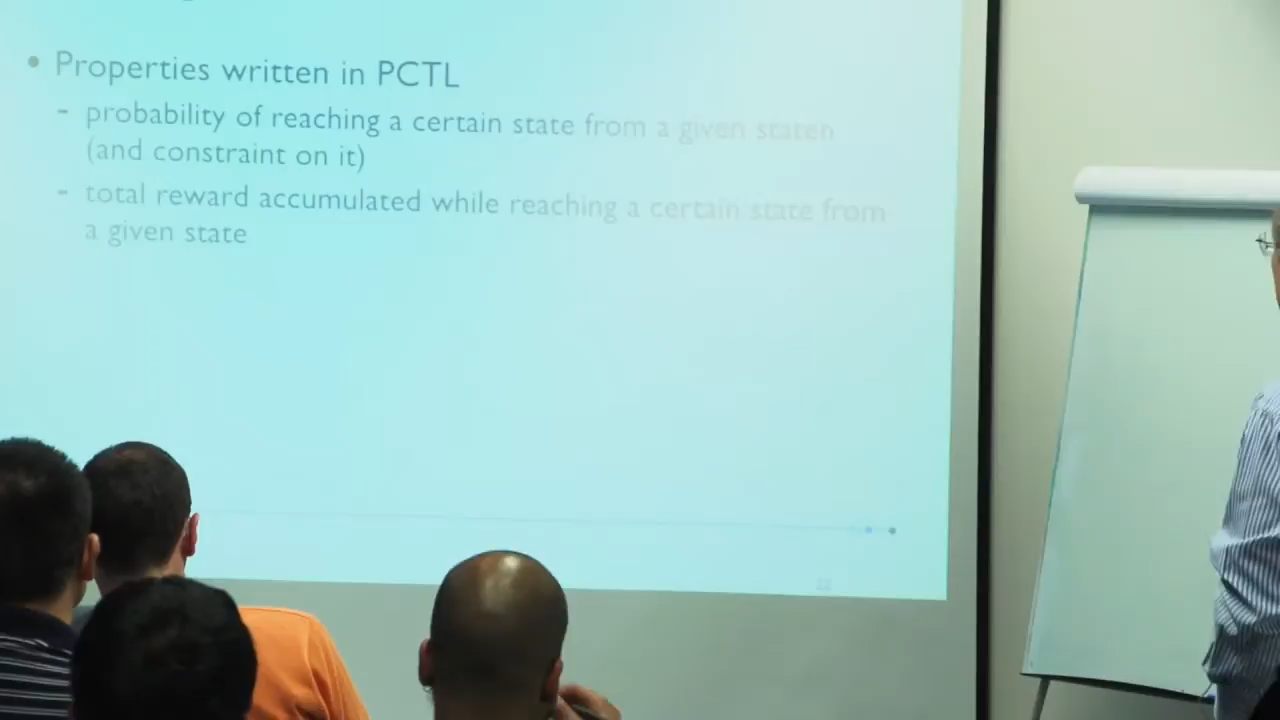 • Properties written in PCTL
- probability of reaching a certain state from a given stateh
(and constraint on it)
- total reward accumulated while reaching a certain state from
a given state